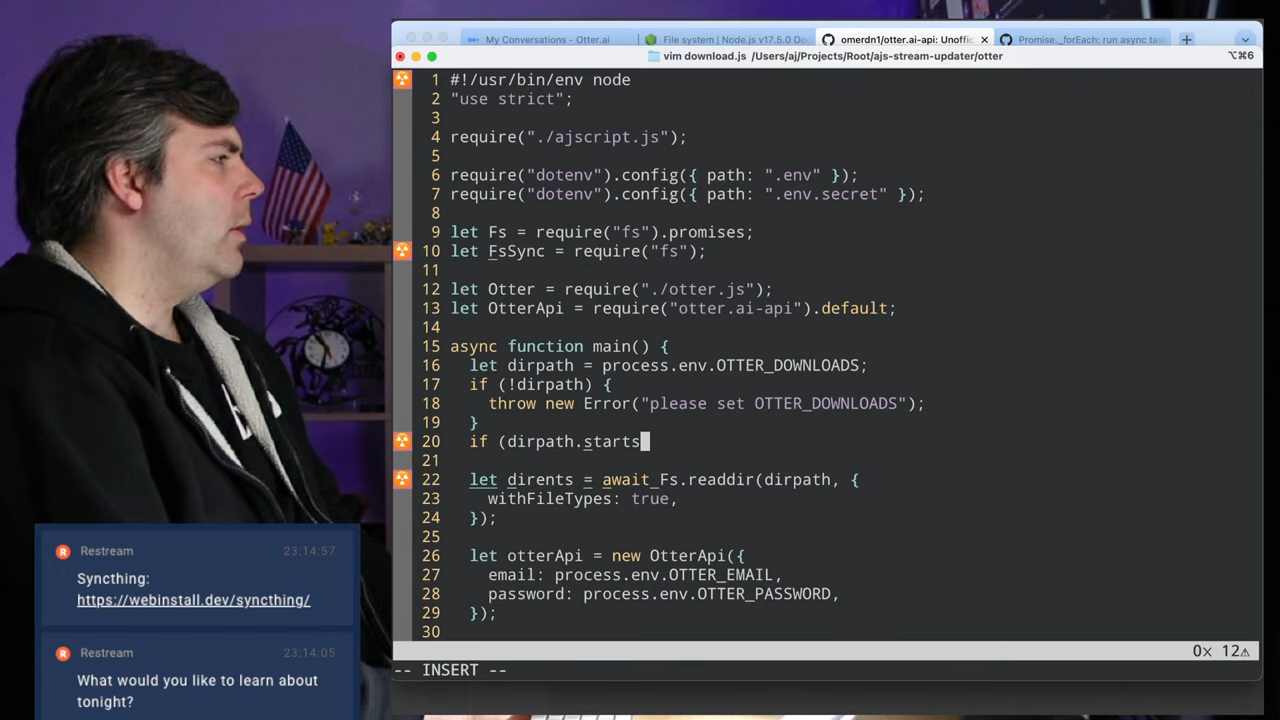 My Conversations - Otter.ai
File system | Node.js v17.5.0 Do
omerdn1/otter.ai-api: Unoffic
Promise._forEach: run async tas
vim download.js /Users/aj/Projects/Root/ajs-stream-updater/otter
⌥⌘6
1 #!/usr/bin/env node
2 "use strict";
3
4 require("./ajscript.js");
5
6 require("dotenv").config({ path: ".env" });
7 require("dotenv").config({ path: ".env.secret" });
8
9 let Fs = require("fs").promises;
10 let FsSync = require("fs");
11
12 let Otter = require("./otter.js");
13 let OtterApi = require("otter.ai-api").default;
14
15 async function main() {
16 let dirpath = process.env.OTTER_DOWNLOADS;
17 if (!dirpath) {
18 throw new Error("please set OTTER_DOWNLOADS");
19 }
20 if (dirpath.starts
21
22 let dirents = await Fs.readdir(dirpath, {
23 withFileTypes: true,
24 });
25
26 let otterApi = new OtterApi({
27 email: process.env.OTTER_EMAIL,
28 password: process.env.OTTER_PASSWORD,
29 });
30
0× 12⚠
-- INSERT --
Restream 23:14:57
Syncthing:
https://webinstall.dev/syncthing/
Restream 23:14:05
What would you like to learn about
tonight?